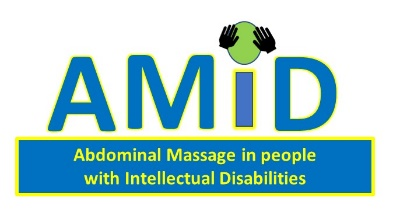 AMiD
Abdominal Massage in people
with Intellectual Disabilities